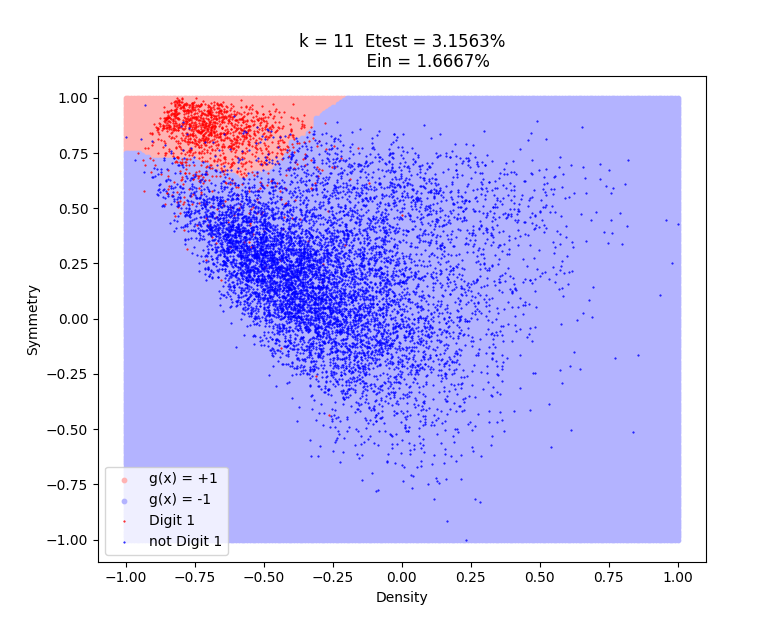 k = 11  Etest = 3.1563%
Ein = 1.6667%
1.00
0.75
0.50
0.25
0.00
−0.25
−0.50
−0.75
−1.00
Symmetry
g(x) = +1
g(x) = -1
Digit 1
not Digit 1
−1.00 −0.75 −0.50 −0.25 0.00 0.25 0.50 0.75 1.00
Density